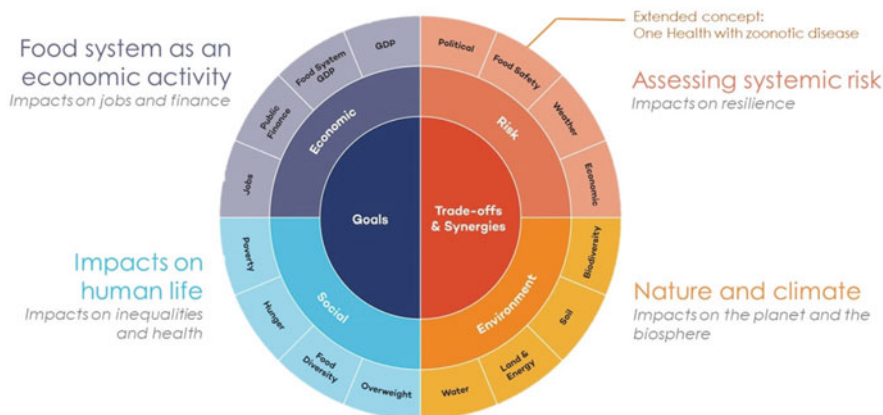 Extended concept:
One Health with zoonotic disease
Food system as an
economic activity
Impacts on jobs and finance
Assessing systemic risk
Impacts on resilience
GDP
Food System
GDP
Public
Finance
Jobs
Economic
Political
Food Safety
Weather
Economic
Risk
Goals
Trade-offs
& Synergies
Impacts on
human life
Impacts on inequalities
and health
Poverty
Hunger
Food
Diversity
Overweight
Social
Biodiversity
Soil
Land &
Energy
Water
Environment
Nature and climate
Impacts on the planet and the
biosphere